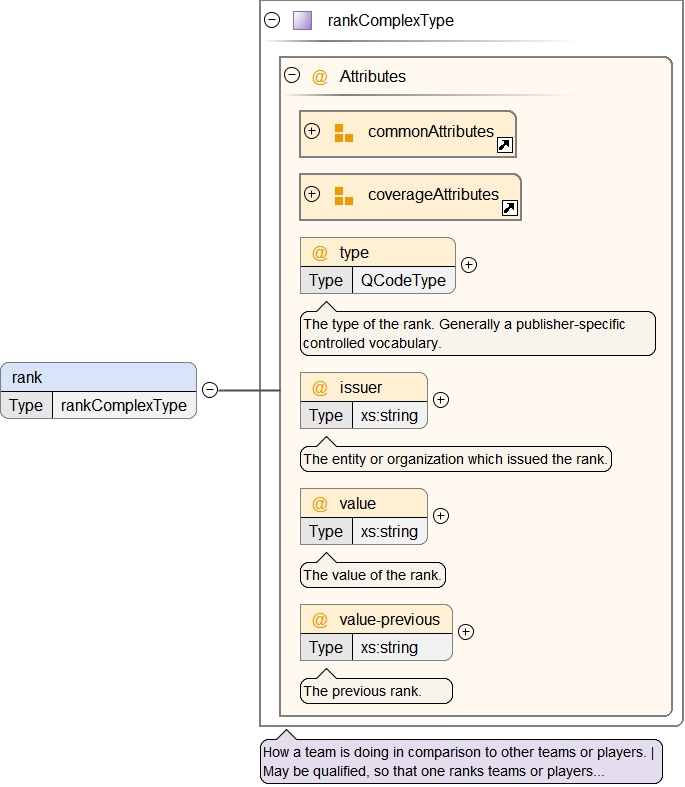 rankComplexType
@ Attributes
commonAttributes
coverageAttributes
@ type
Type QCodeType
The type of the rank. Generally a publisher-specific
controlled vocabulary.
rank
Type rankComplexType
@ issuer
Type xs:string
The entity or organization which issued the rank.
@ value
Type xs:string
The value of the rank.
@ value-previous
Type xs:string
The previous rank.
How a team is doing in comparison to other teams or players. |
May be qualified, so that one ranks teams or players...